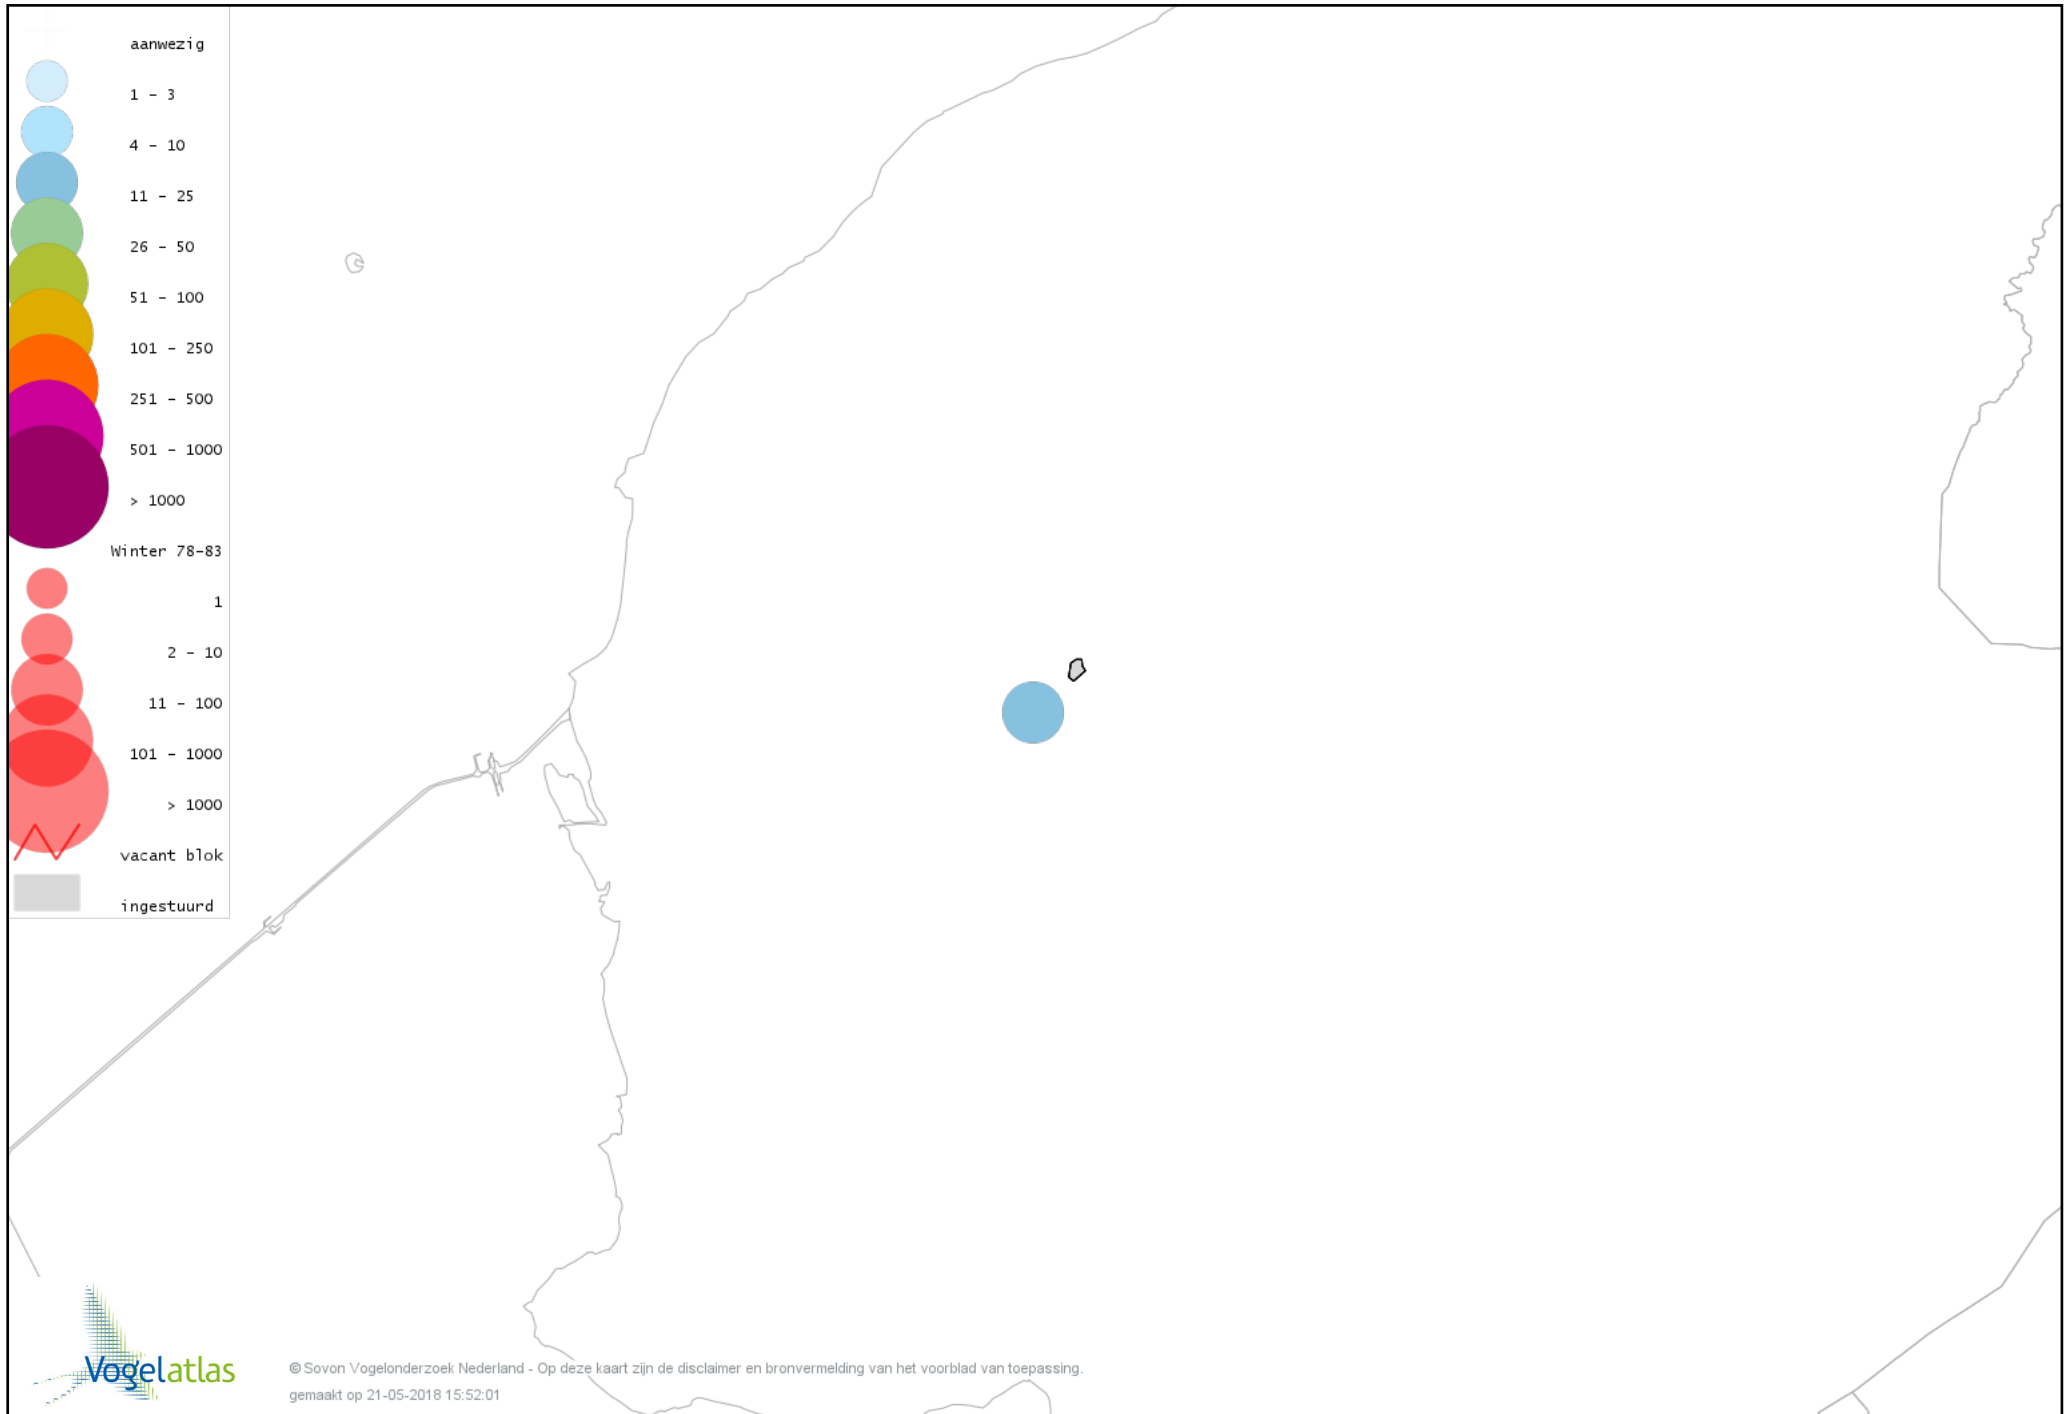 aanwezig
1 - 3
4 - 10
11 - 25
26 - 50
51 - 100
101 - 250
251 - 500
501 - 1000
> 1000
Winter 78-83
1
2 - 10
11 - 100
101 - 1000
> 1000
vacant blok
ingestuurd
Vogelatlas
© Sovon Vogelonderzoek Nederland - Op deze kaart zijn de disclaimer en bronvermelding van het voorblad van toepassing.
gemaakt op 21-05-2018 15:52:01